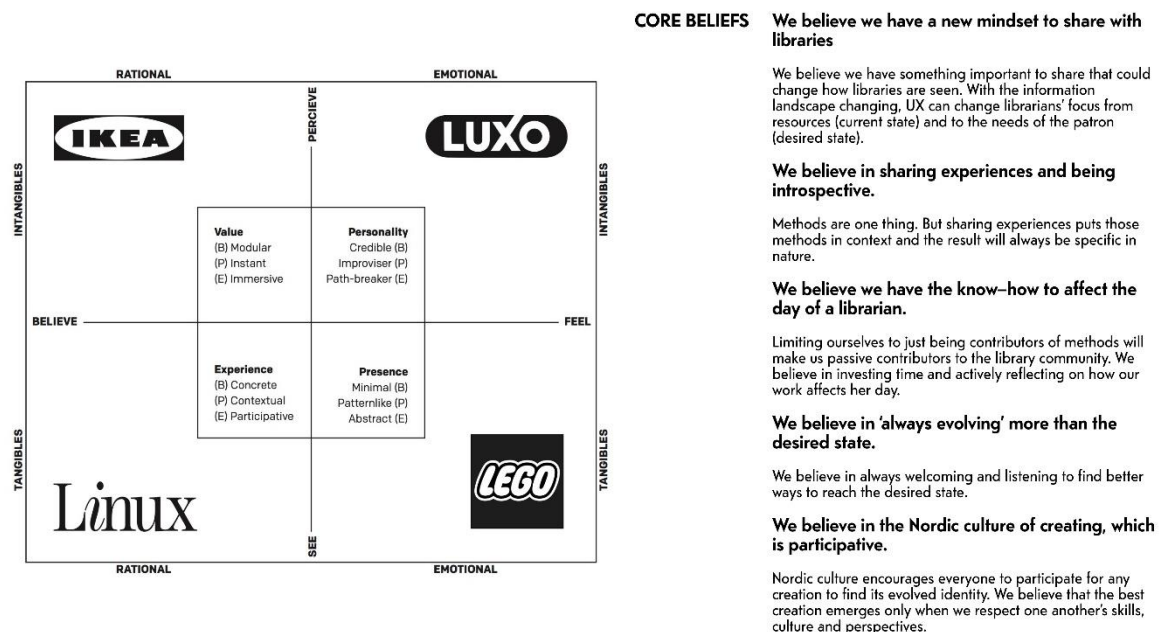 RATIONAL
EMOTIONAL
PERCIEVE
IKEA
LUXO
INTANGIBLES
INTANGIBLES
Value
(B) Modular
(P) Instant
(E) Immersive
Personality
Credible (B)
Improviser (P)
Path-breaker (E)
BELIEVE
FEEL
Experience
(B) Concrete
(P) Contextual
(E) Participative
Presence
Minimal (B)
Patternlike (P)
Abstract (E)
TANGIBLES
TANGIBLES
Linux
LEGO
SEE
RATIONAL
EMOTIONAL
CORE BELIEFS
We believe we have a new mindset to share with
libraries
We believe we have something important to share that could
change how libraries are seen. With the information
landscape changing, UX can change librarians' focus from
resources (current state) and to the needs of the patron
(desired state).
We believe in sharing experiences and being
introspective.
Methods are one thing. But sharing experiences puts those
methods in context and the result will always be specific in
nature.
We believe we have the know–how to affect the
day of a librarian.
Limiting ourselves to just being contributors of methods will
make us passive contributors to the library community. We
believe in investing time and actively reflecting on how our
work affects her day.
We believe in 'always evolving' more than the
desired state.
We believe in always welcoming and listening to find better
ways to reach the desired state.
We believe in the Nordic culture of creating, which
is participative.
Nordic culture encourages everyone to participate for any
creation to find its evolved identity. We believe that the best
creation emerges only when we respect one another's skills,
culture and perspectives.